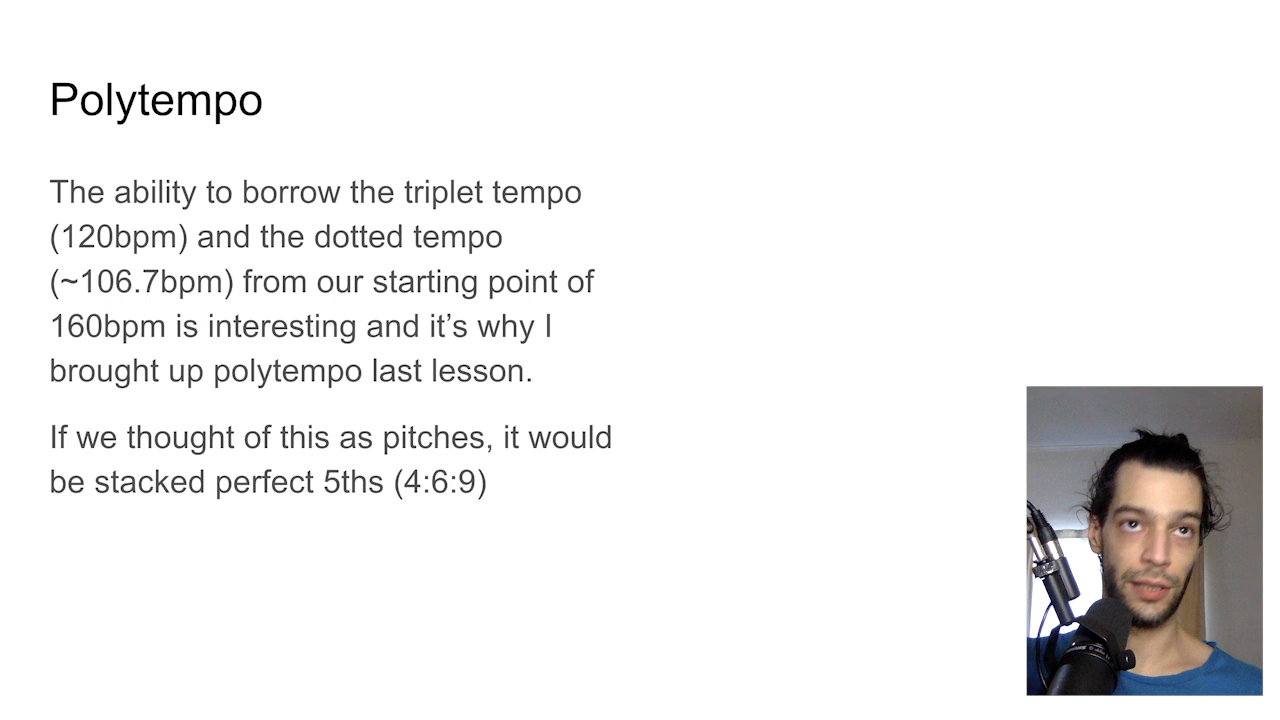 Polytempo
The ability to borrow the triplet tempo
(120bpm) and the dotted tempo
(~106.7bpm) from our starting point of
160bpm is interesting and it’s why I
brought up polytempo last lesson.
If we thought of this as pitches, it would
be stacked perfect 5ths (4:6:9)